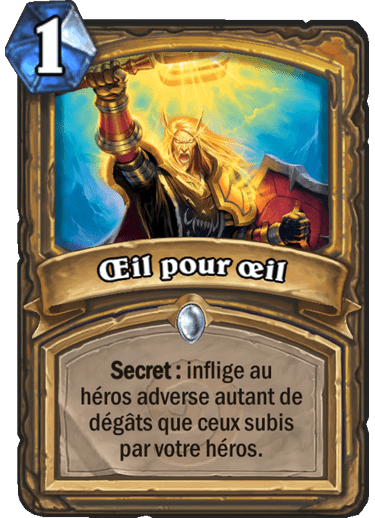 1
Œil pour œil
Secret : inflige au
héros adverse autant de
dégâts que ceux subis
par votre héros.